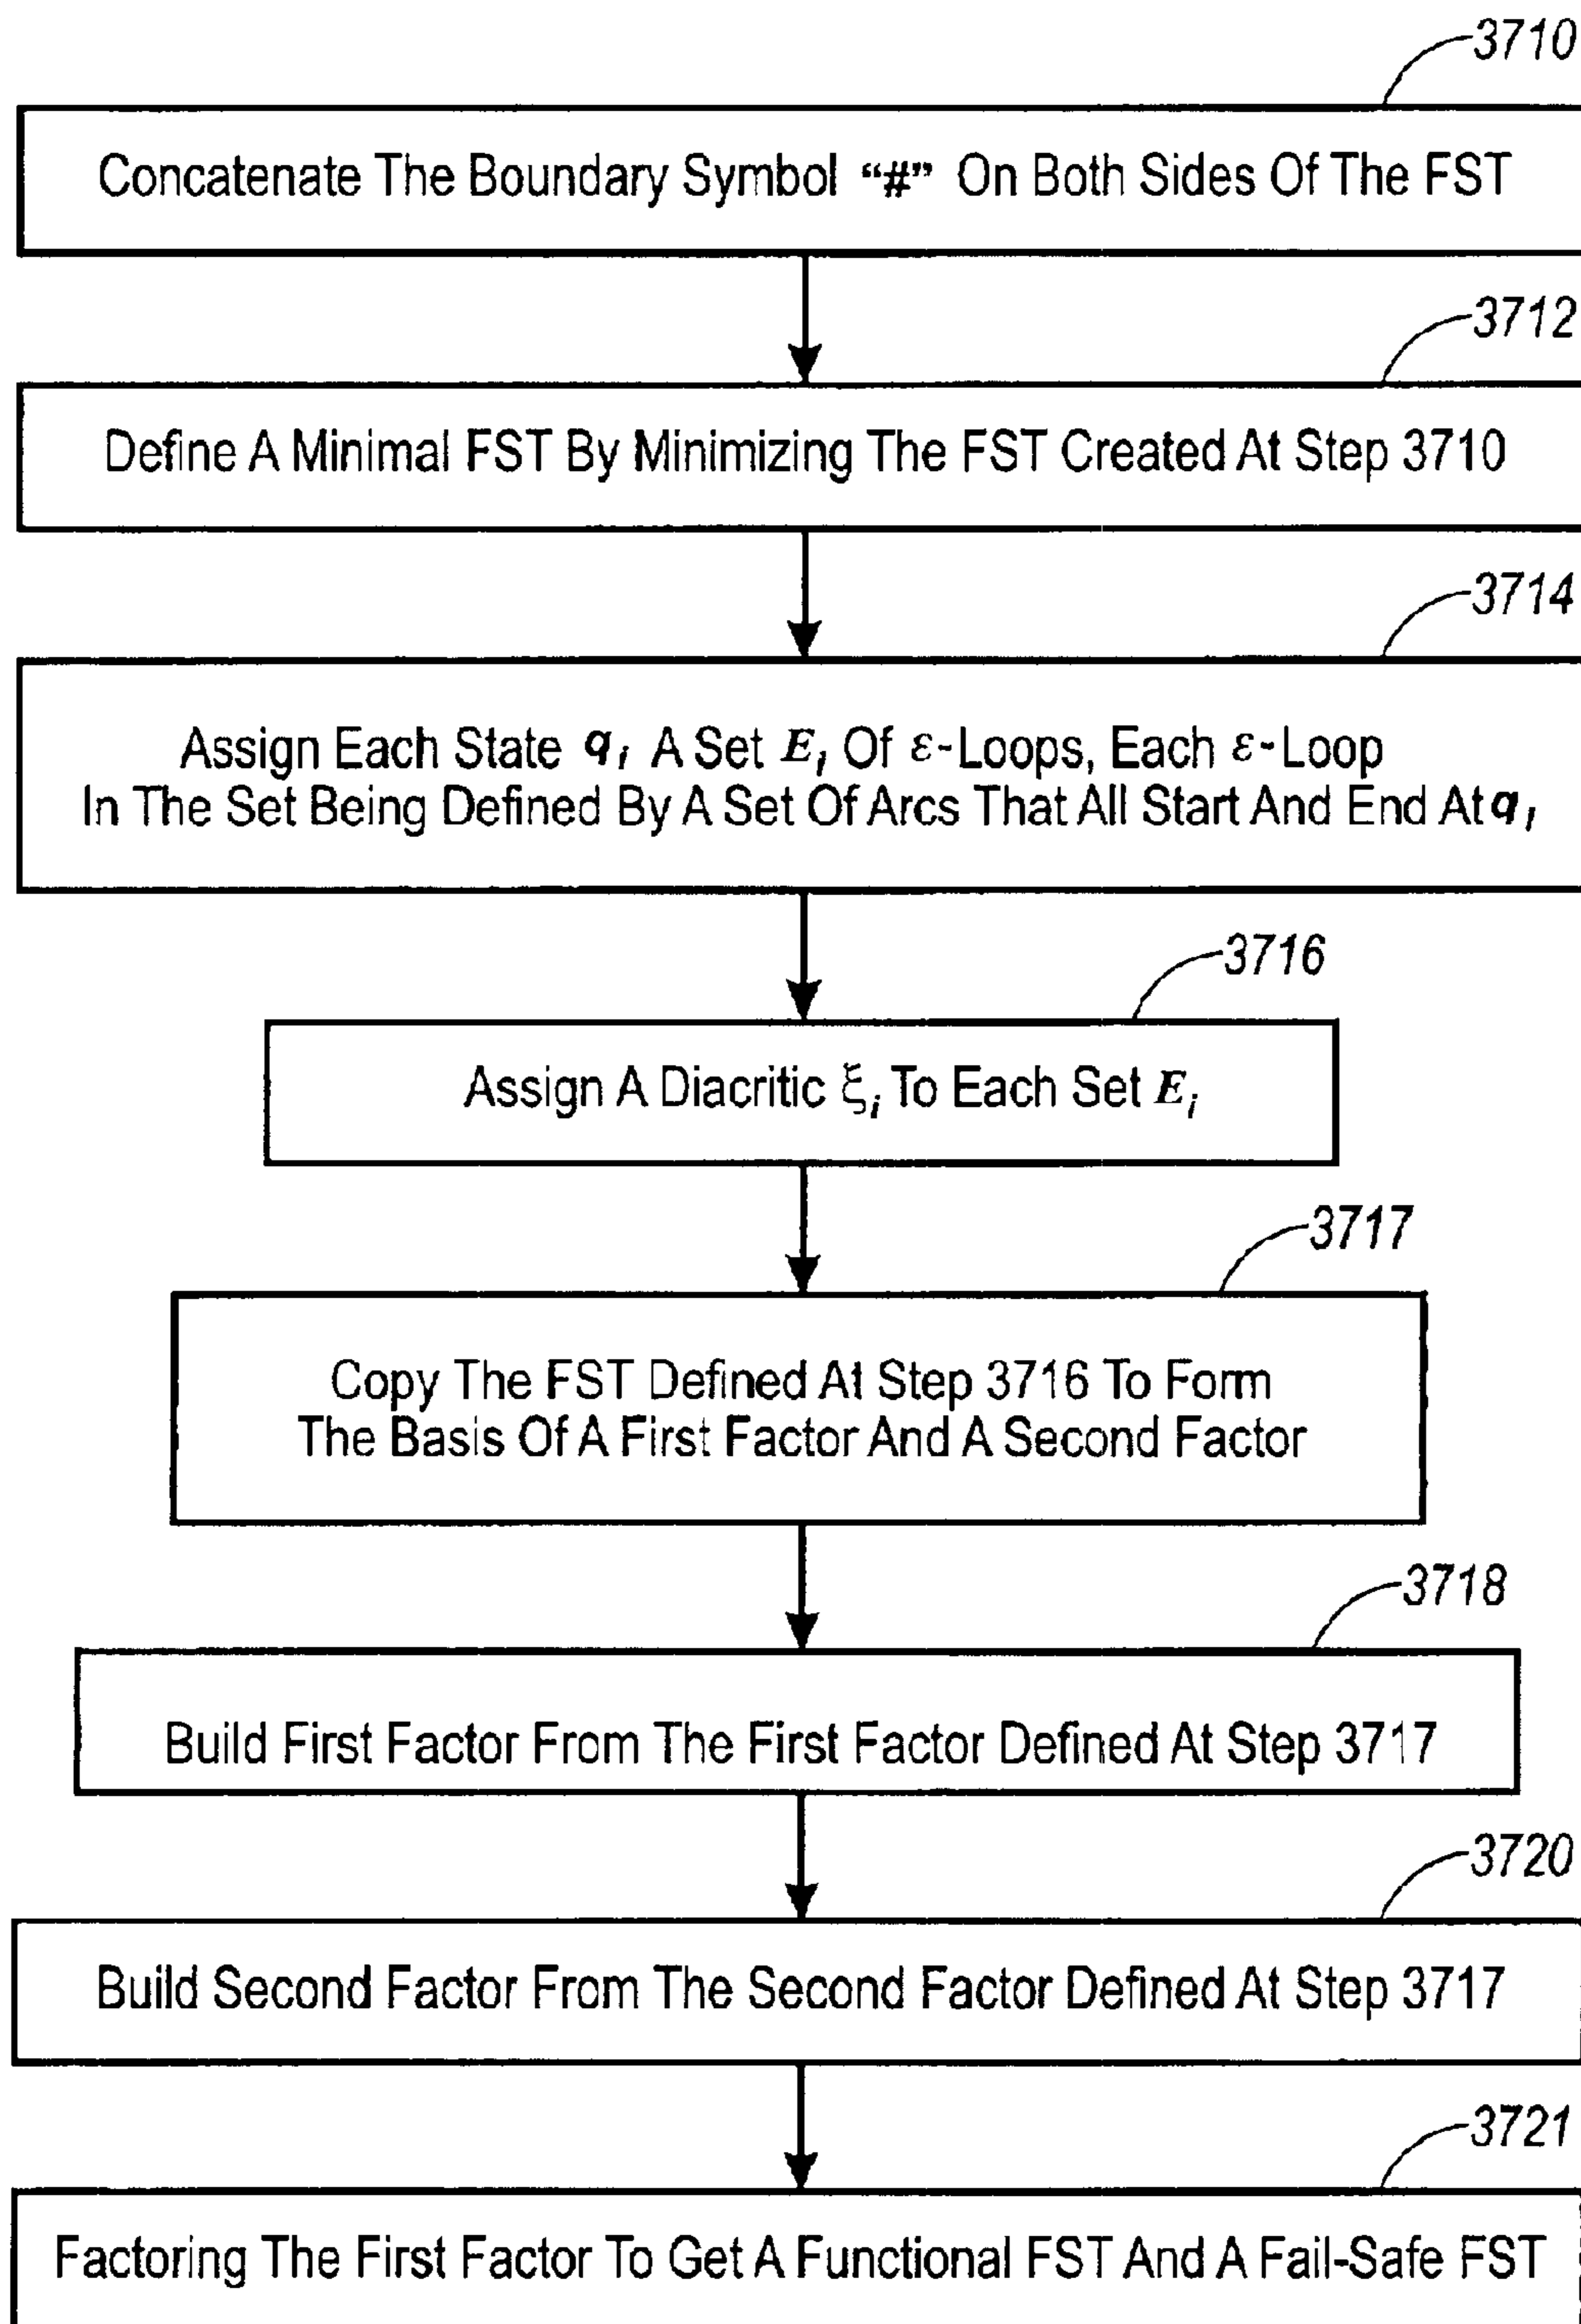 3710
Concatenate The Boundary Symbol “#” On Both Sides Of The FST
3712
Define A Minimal FST By Minimizing The FST Created At Step 3710
3714
Assign Each State qi A Set Ei Of ε-Loops, Each ε-Loop
In The Set Being Defined By A Set Of Arcs That All Start And End At qi
3716
Assign A Diacritic ξi To Each Set Ei
3717
Copy The FST Defined At Step 3716 To Form
The Basis Of A First Factor And A Second Factor
3718
Build First Factor From The First Factor Defined At Step 3717
3720
Build Second Factor From The Second Factor Defined At Step 3717
3721
Factoring The First Factor To Get A Functional FST And A Fail-Safe FST